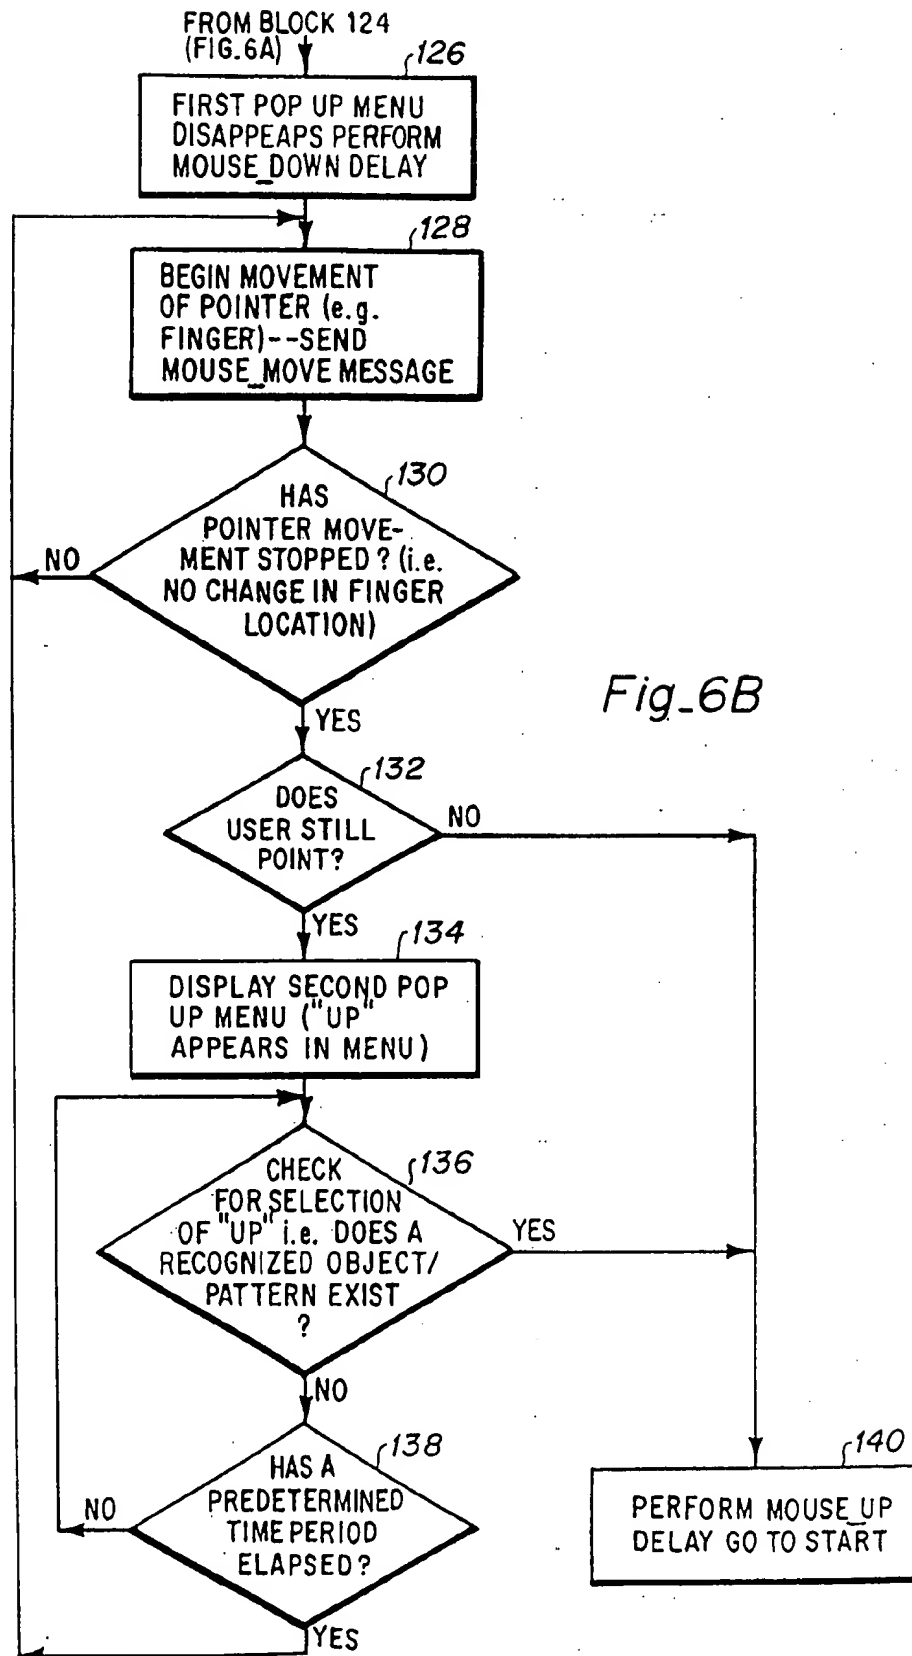 FROM BLOCK 124
(FIG.6A)
126
FIRST POP UP MENU
DISAPPEAPS PERFORM
MOUSE_DOWN DELAY
128
BEGIN MOVEMENT
OF POINTER (e.g.
FINGER)--SEND
MOUSE_MOVE MESSAGE
130
HAS
POINTER MOVE-
MENT STOPPED? (i.e.
NO CHANGE IN FINGER
LOCATION)
NO
YES
Fig_6B
132
DOES
USER STILL
POINT?
NO
YES
134
DISPLAY SECOND POP
UP MENU ("UP"
APPEARS IN MENU)
136
CHECK
FOR SELECTION
OF "UP" i.e. DOES A
RECOGNIZED OBJECT/
PATTERN EXIST
?
YES
NO
138
HAS A
PREDETERMINED
TIME PERIOD
ELAPSED?
NO
YES
140
PERFORM MOUSE_UP
DELAY GO TO START